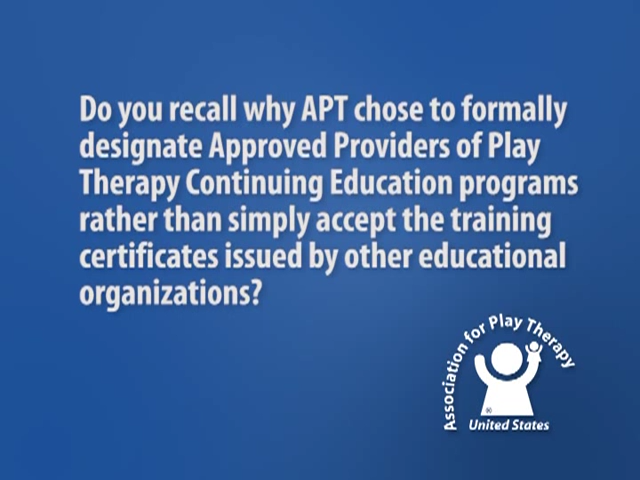 Do you recall why APT chose to formally
designate Approved Providers of Play
Therapy Continuing Education programs
rather than simply accept the training
certificates issued by other educational
organizations?
Association for Play Therapy
®
United States